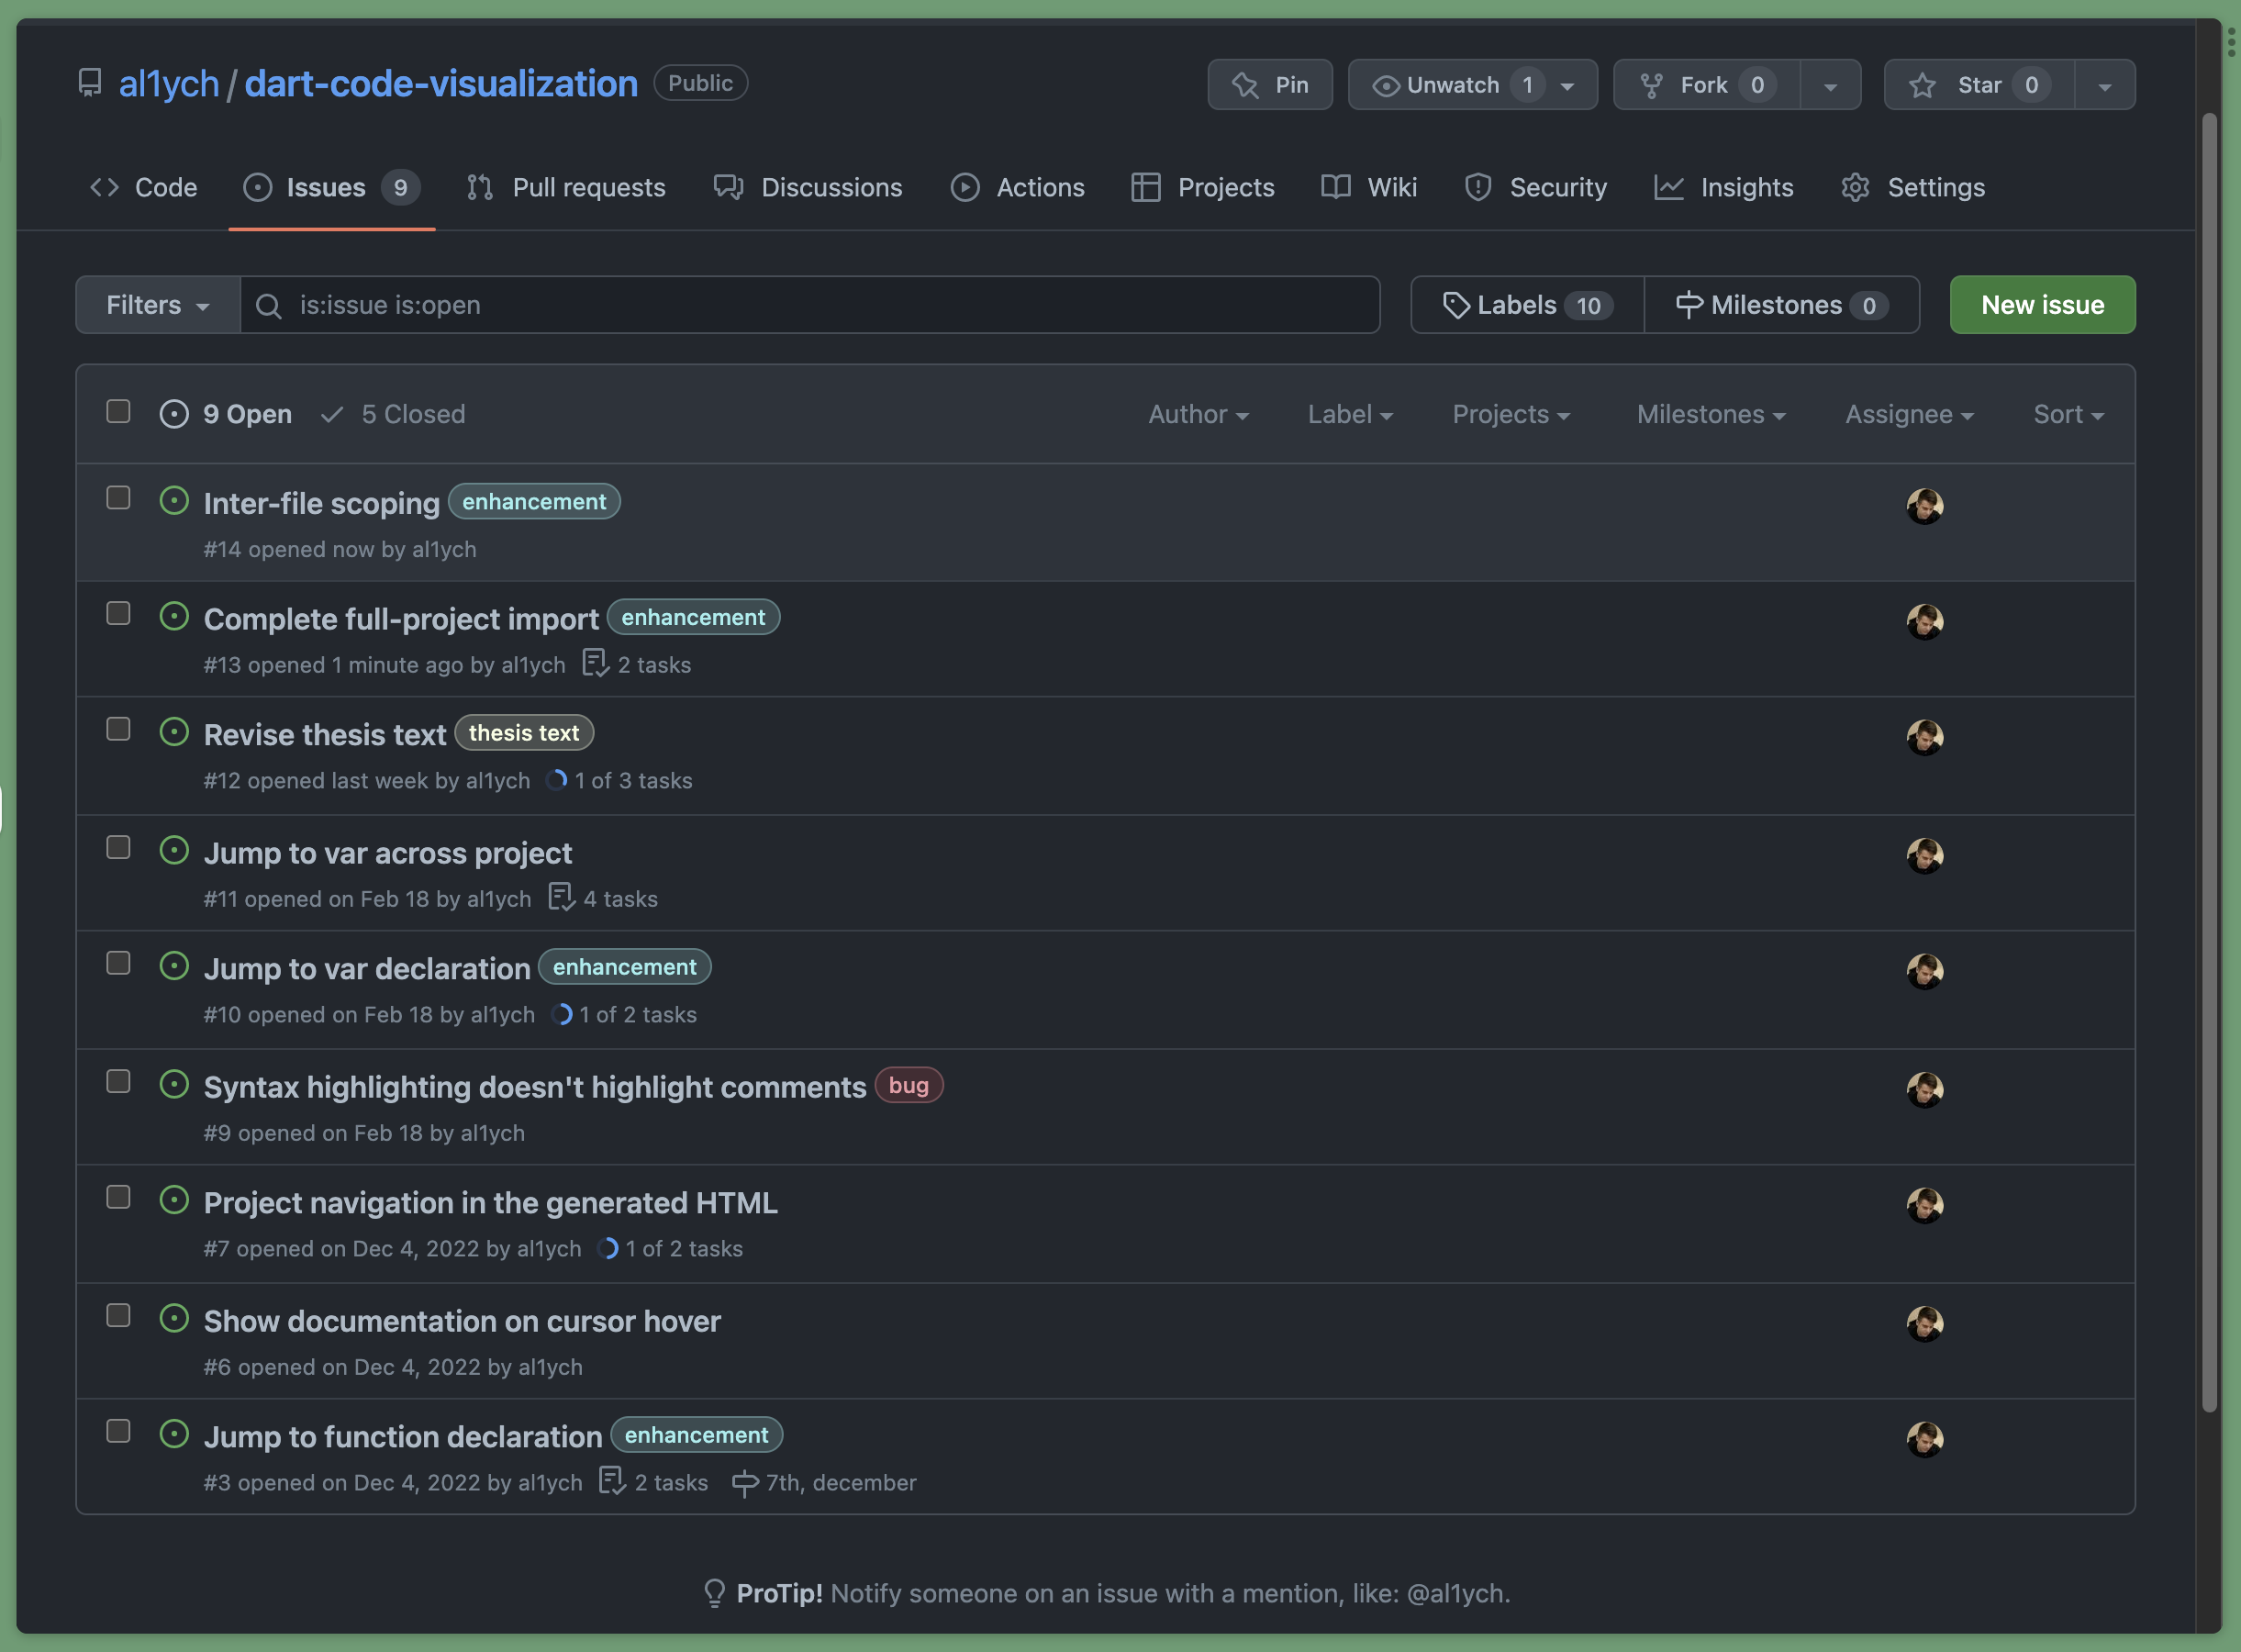 al1ych / dart-code-visualization Public Pin Unwatch 1 Fork 0 Star 0
Code Issues 9 Pull requests Discussions Actions Projects Wiki Security Insights Settings
Filters is:issue is:open Labels 10 Milestones 0 New issue
9 Open 5 Closed Author Label Projects Milestones Assignee Sort
Inter-file scoping enhancement
#14 opened now by al1ych
Complete full-project import enhancement
#13 opened 1 minute ago by al1ych 2 tasks
Revise thesis text thesis text
#12 opened last week by al1ych 1 of 3 tasks
Jump to var across project
#11 opened on Feb 18 by al1ych 4 tasks
Jump to var declaration enhancement
#10 opened on Feb 18 by al1ych 1 of 2 tasks
Syntax highlighting doesn't highlight comments bug
#9 opened on Feb 18 by al1ych
Project navigation in the generated HTML
#7 opened on Dec 4, 2022 by al1ych 1 of 2 tasks
Show documentation on cursor hover
#6 opened on Dec 4, 2022 by al1ych
Jump to function declaration enhancement
#3 opened on Dec 4, 2022 by al1ych 2 tasks 7th, december
ProTip! Notify someone on an issue with a mention, like: @al1ych.